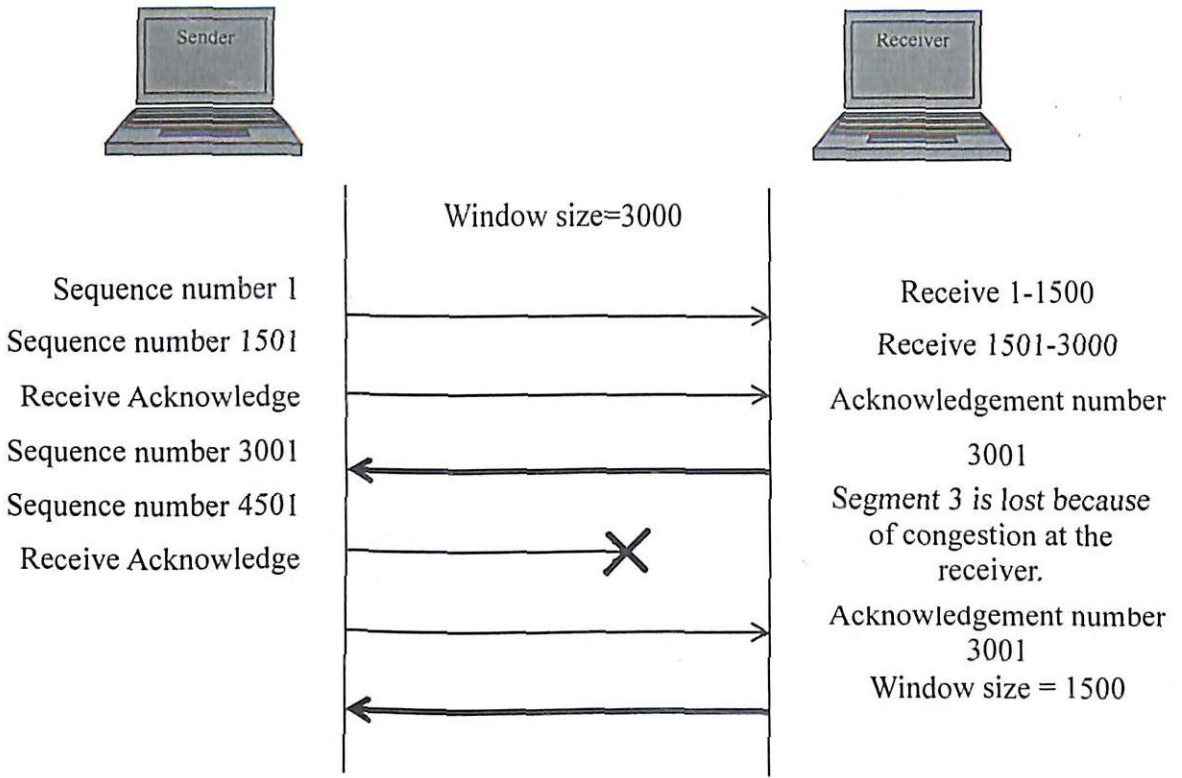 Sender
Receiver
Window size=3000
Sequence number 1
Receive 1-1500
Sequence number 1501
Receive 1501-3000
Receive Acknowledge
Acknowledgement number
3001
Sequence number 3001
Sequence number 4501
Segment 3 is lost because
of congestion at the
receiver.
Receive Acknowledge
Acknowledgement number
3001
Window size = 1500